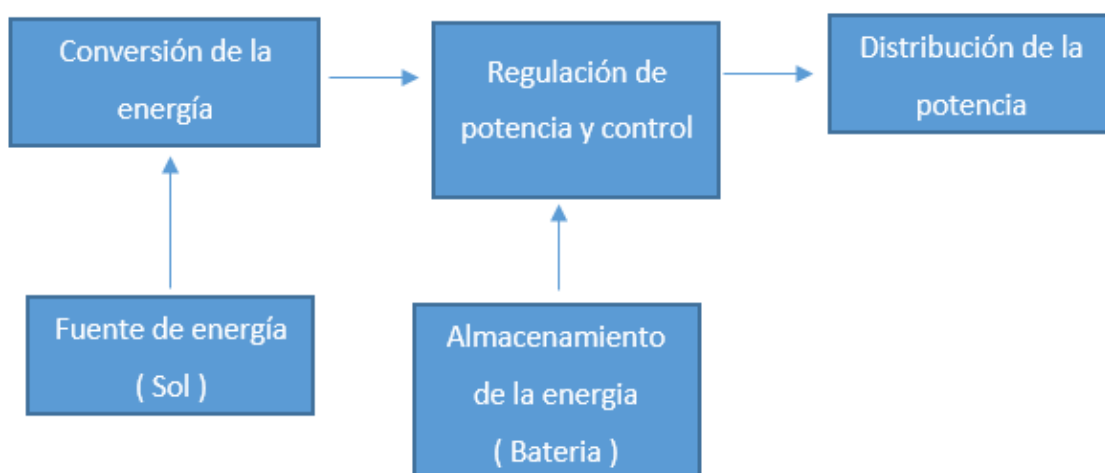 Conversión de la
energía
Regulación de
potencia y control
Distribución de la
potencia
Fuente de energía
( Sol )
Almacenamiento
de la energia
( Bateria )